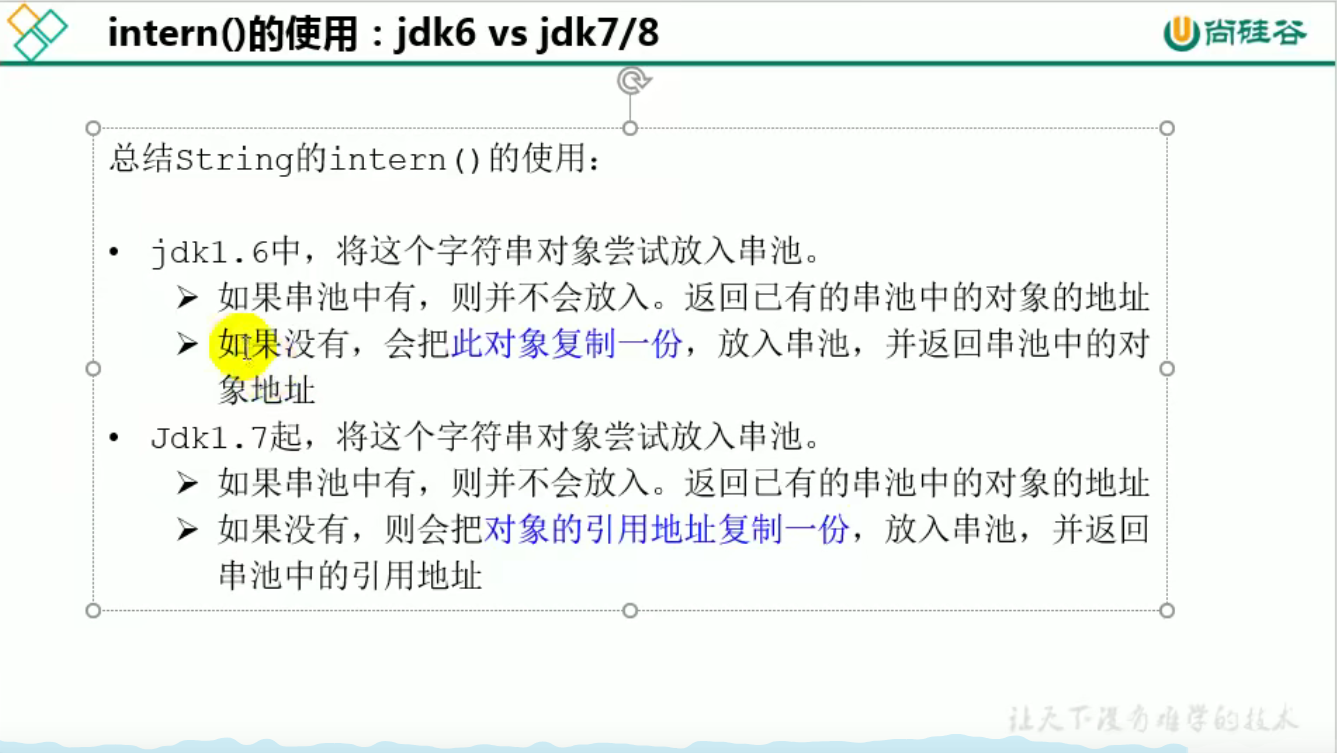 intern()的使用：jdk6 vs jdk7/8
尚硅谷
总结String的intern()的使用：
• jdk1.6中，将这个字符串对象尝试放入串池。
➢ 如果串池中有，则并不会放入。返回已有的串池中的对象的地址
➢ 如果没有，会把此对象复制一份，放入串池，并返回串池中的对
象地址
• Jdk1.7起，将这个字符串对象尝试放入串池。
➢ 如果串池中有，则并不会放入。返回已有的串池中的对象的地址
➢ 如果没有，则会把对象的引用地址复制一份，放入串池，并返回
串池中的引用地址
让天下没有难学的技术